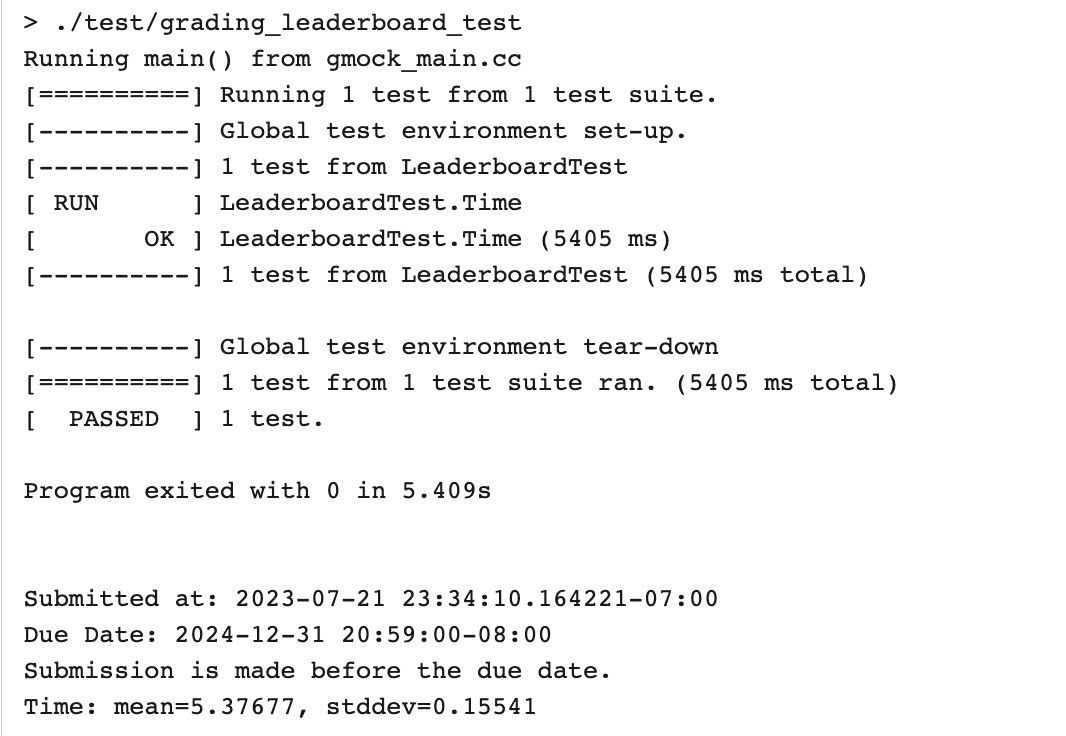 > ./test/grading_leaderboard_test
Running main() from gmock_main.cc
[==========] Running 1 test from 1 test suite.
[----------] Global test environment set-up.
[----------] 1 test from LeaderboardTest
[ RUN      ] LeaderboardTest.Time
[       OK ] LeaderboardTest.Time (5405 ms)
[----------] 1 test from LeaderboardTest (5405 ms total)

[----------] Global test environment tear-down
[==========] 1 test from 1 test suite ran. (5405 ms total)
[  PASSED  ] 1 test.

Program exited with 0 in 5.409s

Submitted at: 2023-07-21 23:34:10.164221-07:00
Due Date: 2024-12-31 20:59:00-08:00
Submission is made before the due date.
Time: mean=5.37677, stddev=0.15541